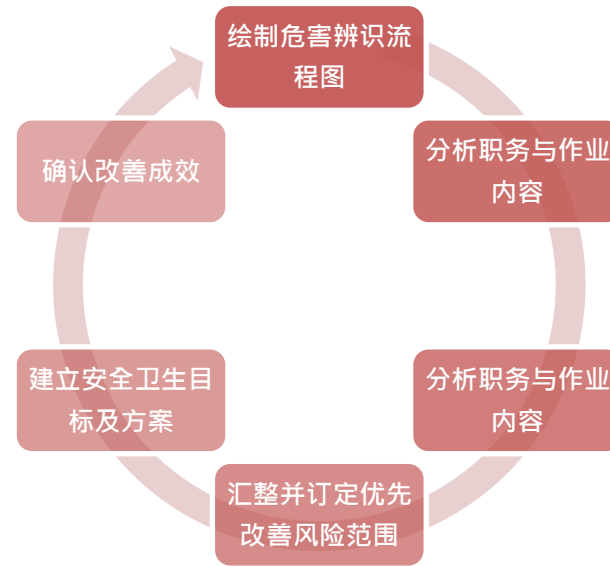 绘制危害辨识流
程图
分析职务与作业
内容
分析职务与作业
内容
汇整并订定优先
改善风险范围
建立安全卫生目
标及方案
确认改善成效